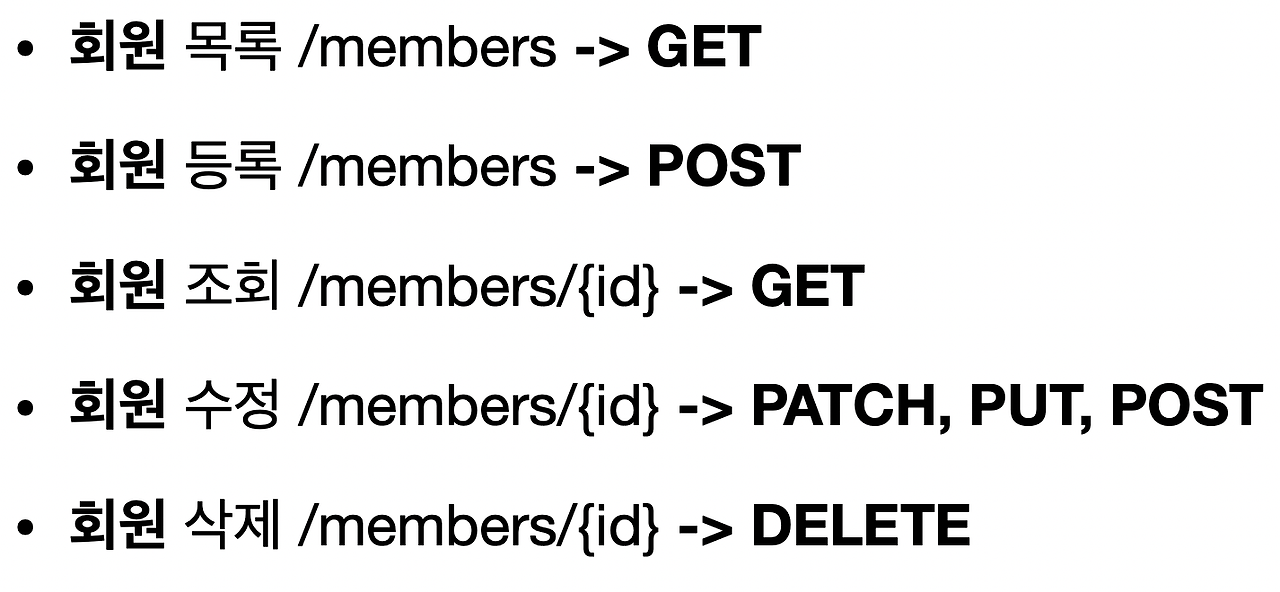 • 회원 목록 /members -> GET
• 회원 등록 /members -> POST
• 회원 조회 /members/{id} -> GET
• 회원 수정 /members/{id} -> PATCH, PUT, POST
• 회원 삭제 /members/{id} -> DELETE